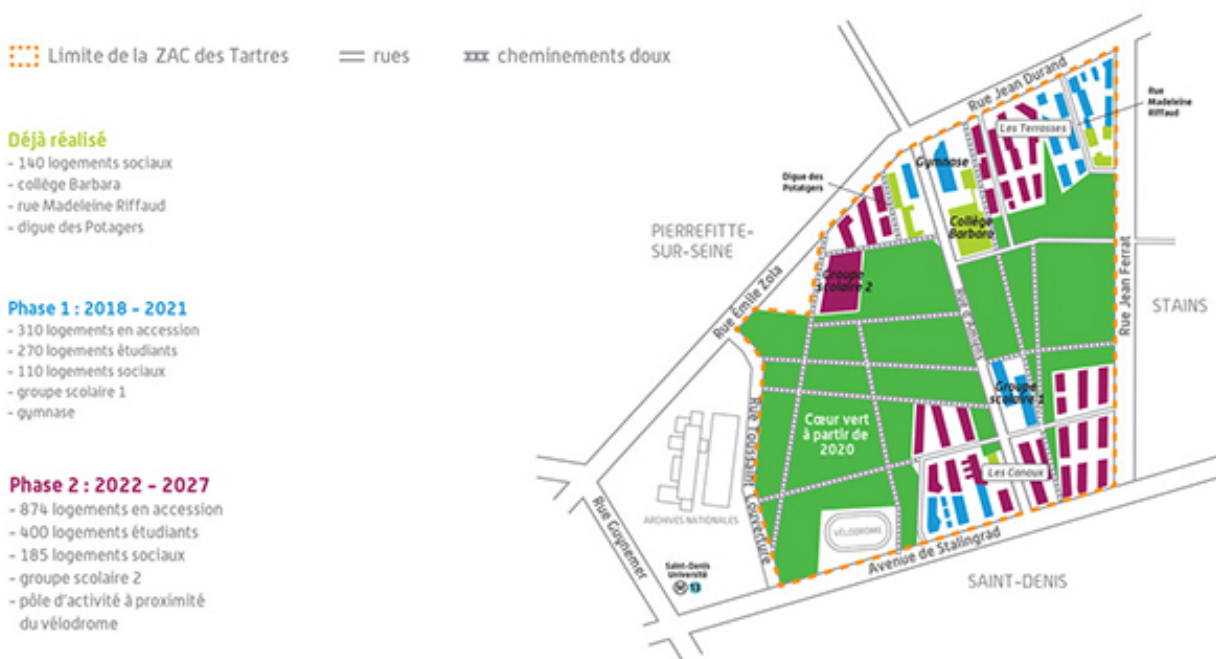 Limite de la ZAC des Tartres
rues
cheminements doux
Déjà réalisé
- 140 logements sociaux
- collège Barbara
- rue Madeleine Riffaud
- digue des Potagers
Phase 1 : 2018 - 2021
- 310 logements en accession
- 270 logements étudiants
- 110 logements sociaux
- groupe scolaire 1
- gymnase
Phase 2 : 2022 - 2027
- 874 logements en accession
- 400 logements étudiants
- 185 logements sociaux
- groupe scolaire 2
- pôle d'activité à proximité
du vélodrome
Rue Jean Durand
Rue
Madeleine
Riffaud
Les Terrasses
Gymnase
Digue des
Potatgers
Collège
Barbara
PIERREFITTE-
SUR-SEINE
Groupe
scolaire 2
Rue Émile Zola
Rue Jean Ferrat
STAINS
Groupe
scolaire 1
Cœur vert
à partir de
2020
Rue Toussaint Louverture
Les Canaux
ARCHIVES NATIONALES
VÉLODROME
Rue Guynemer
Avenue de Stalingrad
Saint-Denis
Université
M 13
SAINT-DENIS